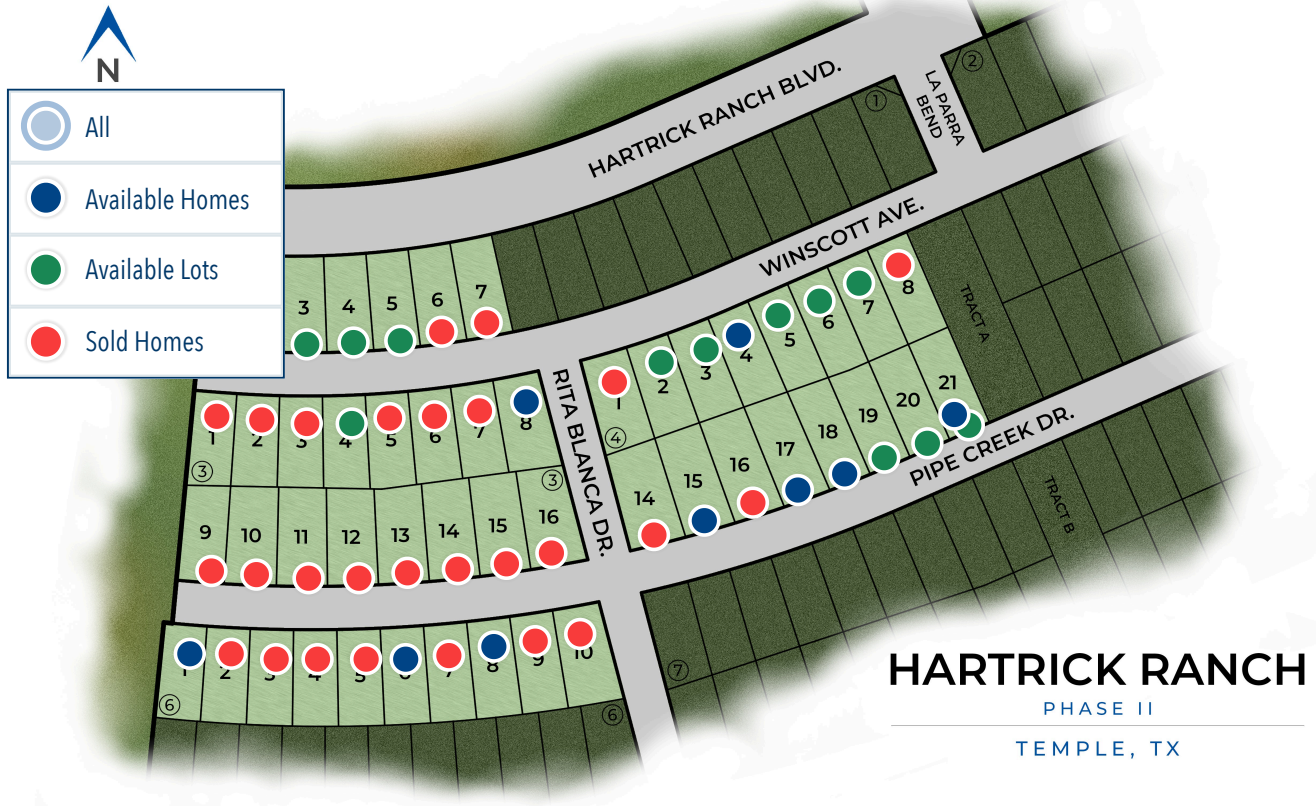 N
All
Available Homes
Available Lots
Sold Homes
HARTRICK RANCH BLVD.
LA PARRA
BEND
1
2
WINSCOTT AVE.
3 4 5 6 7
1 2 3 4 5 6 7 8
3
3
9 10 11 12 13 14 15 16
RITA BLANCA DR.
1 2 3 4 5 6 7 8
4
14 15 16 17 18 19 20 21
TRACT A
PIPE CREEK DR.
TRACT B
1 2 3 4 5 6 7 8 9 10
6
6
7
HARTRICK RANCH
PHASE II
TEMPLE, TX